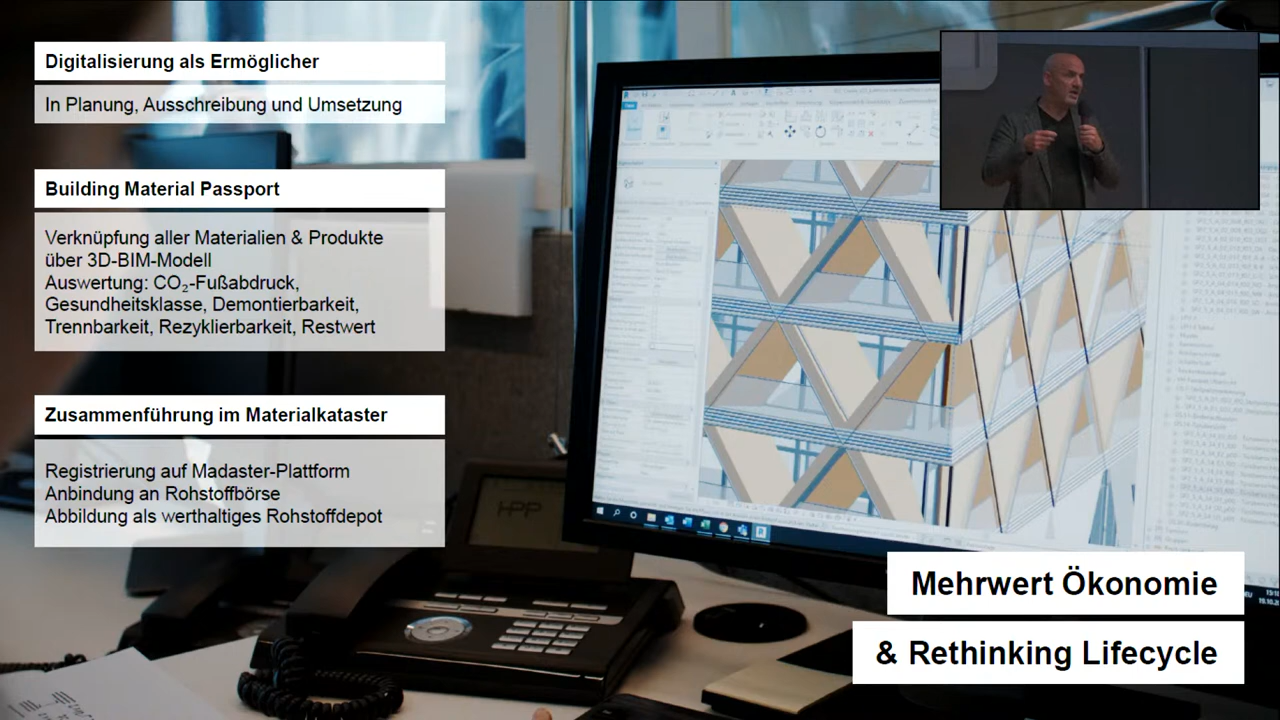 Digitalisierung als Ermöglicher
In Planung, Ausschreibung und Umsetzung
Building Material Passport
Verknüpfung aller Materialien & Produkte
über 3D-BIM-Modell
Auswertung: CO₂-Fußabdruck,
Gesundheitsklasse, Demontierbarkeit,
Trennbarkeit, Rezyklierbarkeit, Restwert
Zusammenführung im Materialkataster
Registrierung auf Madaster-Plattform
Anbindung an Rohstoffbörse
Abbildung als werthaltiges Rohstoffdepot
HPP
Mehrwert Ökonomie
& Rethinking Lifecycle